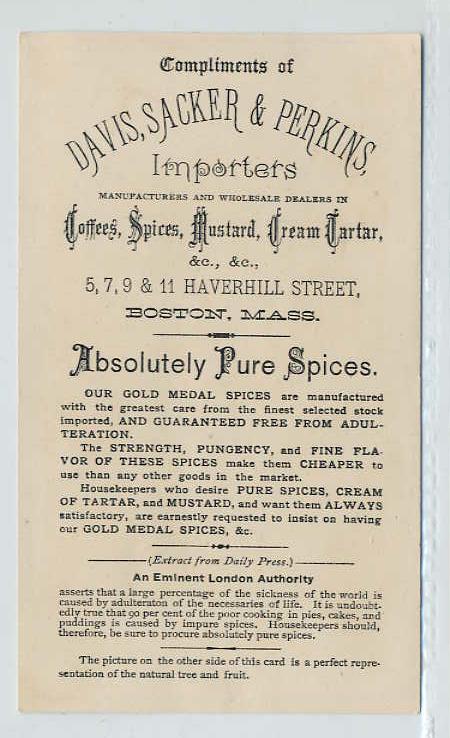 Compliments of
DAVIS, SACKER & PERKINS,
Importers
MANUFACTURERS AND WHOLESALE DEALERS IN
Coffees, Spices, Mustard, Cream Tartar,
&c., &c.,
5, 7, 9 & 11 HAVERHILL STREET,
BOSTON, MASS.
Absolutely Pure Spices.
OUR GOLD MEDAL SPICES are manufactured
with the greatest care from the finest selected stock
imported, AND GUARANTEED FREE FROM ADUL-
TERATION.
The STRENGTH, PUNGENCY, and FINE FLA-
VOR OF THESE SPICES make them CHEAPER to
use than any other goods in the market.
Housekeepers who desire PURE SPICES, CREAM
OF TARTAR, and MUSTARD, and want them ALWAYS
satisfactory, are earnestly requested to insist on having
our GOLD MEDAL SPICES, &c.
(Extract from Daily Press.)
An Eminent London Authority
asserts that a large percentage of the sickness of the world is
caused by adulteraton of the necessaries of life. It is undoubt-
edly true that 90 per cent of the poor cooking in pies, cakes, and
puddings is caused by impure spices. Housekeepers should,
therefore, be sure to procure absolutely pure spices.
The picture on the other side of this card is a perfect repre-
sentation of the natural tree and fruit.